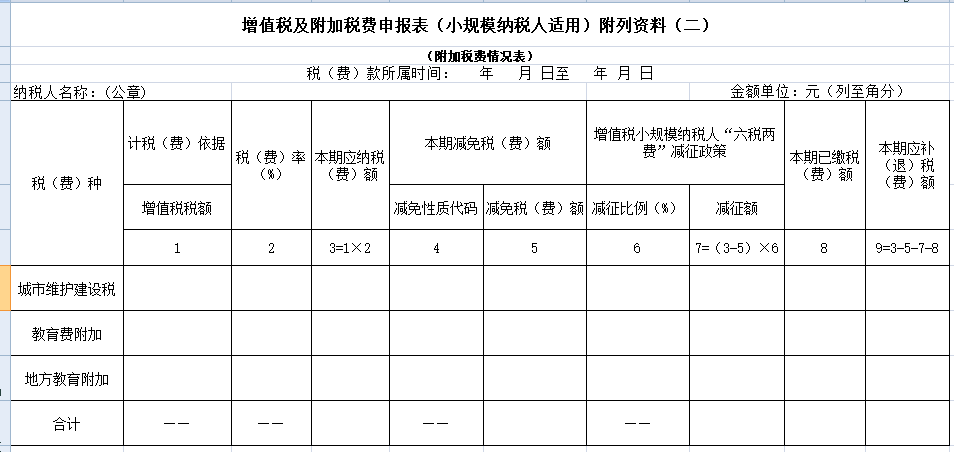 增值税及附加税费申报表（小规模纳税人适用）附列资料（二）
（附加税费情况表）
税（费）款所属时间： 年 月 日至 年 月 日
纳税人名称：(公章) 金额单位：元（列至角分）
税（费）种
计税（费）依据
增值税税额
税（费）率
（%）
本期应纳税
（费）额
本期减免税（费）额
减免性质代码
减免税（费）额
增值税小规模纳税人“六税两
费”减征政策
减征比例（%）
减征额
本期已缴税
（费）额
本期应补
（退）税
（费）额
1 2 3=1×2 4 5 6 7=（3-5）×6 8 9=3-5-7-8
城市维护建设税
教育费附加
地方教育附加
合计 —— —— —— ——